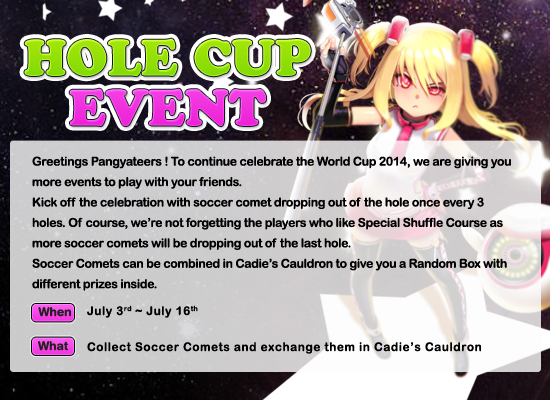 HOLE CUP
EVENT
Greetings Pangyateers ! To continue celebrate the World Cup 2014, we are giving you
more events to play with your friends.
Kick off the celebration with soccer comet dropping out of the hole once every 3
holes. Of course, we're not forgetting the players who like Special Shuffle Course as
more soccer comets will be dropping out of the last hole.
Soccer Comets can be combined in Cadie's Cauldron to give you a Random Box with
different prizes inside.
When July 3rd ~ July 16th
What Collect Soccer Comets and exchange them in Cadie's Cauldron